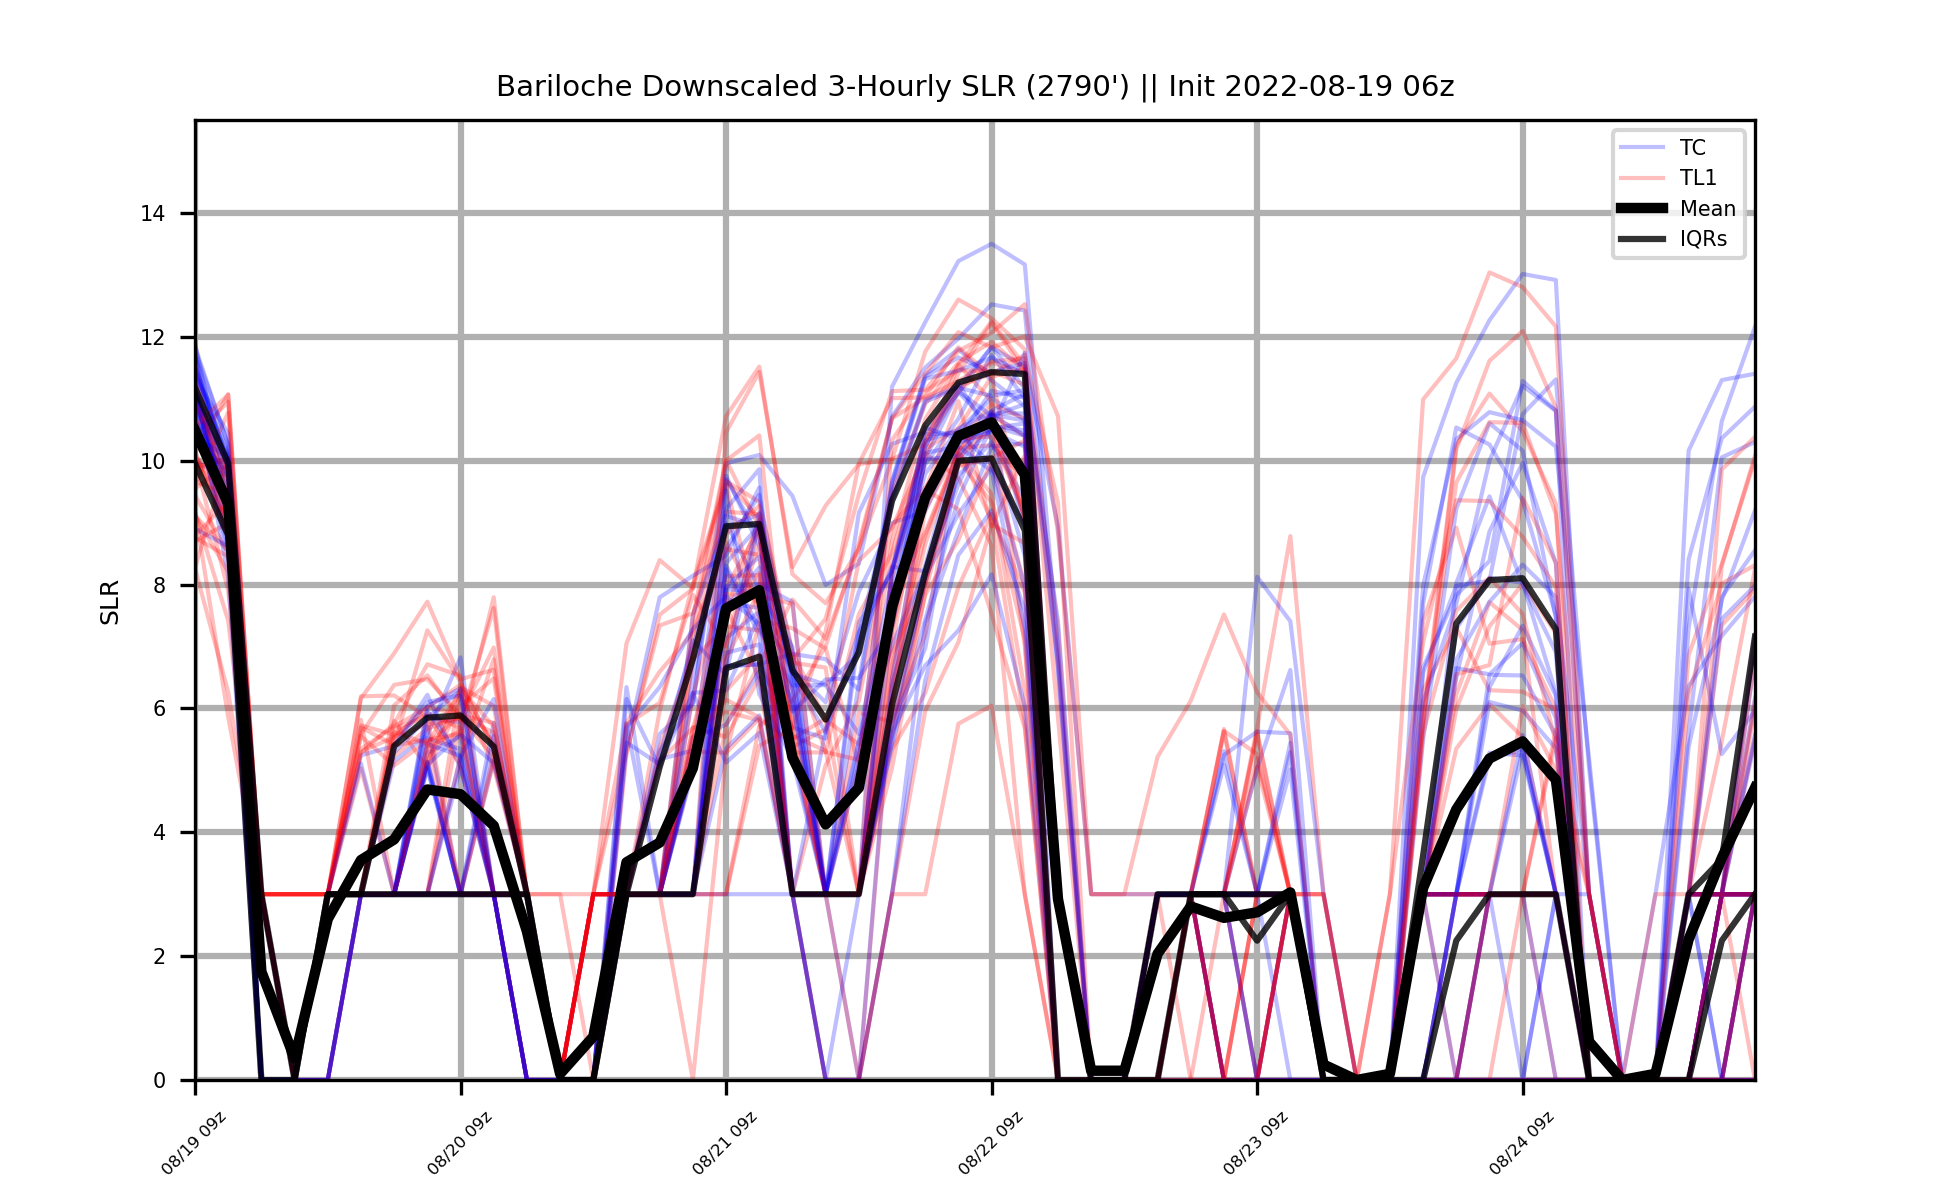 Bariloche Downscaled 3-Hourly SLR (2790') || Init 2022-08-19 06z
TC
TL1
Mean
IQRs
14
12
10
8
6
4
2
0
SLR
08/19 09z
08/20 09z
08/21 09z
08/22 09z
08/23 09z
08/24 09z